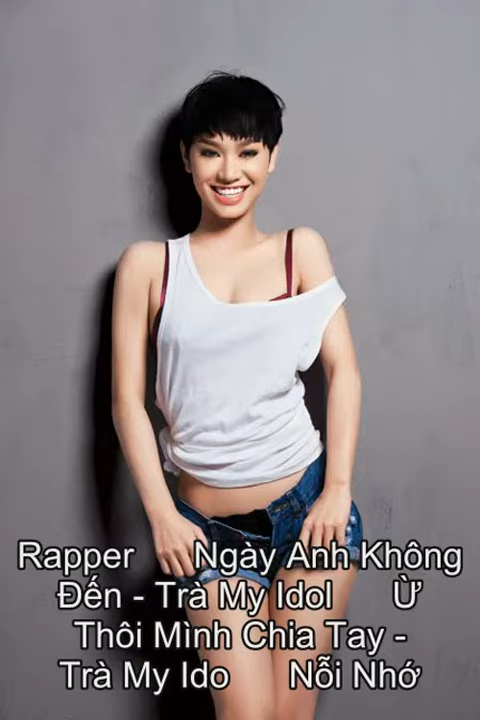 Rapper Ngày Anh Không
Đến - Trà My Idol Ừ
Thôi Mình Chia Tay -
Trà My Ido Nỗi Nhớ